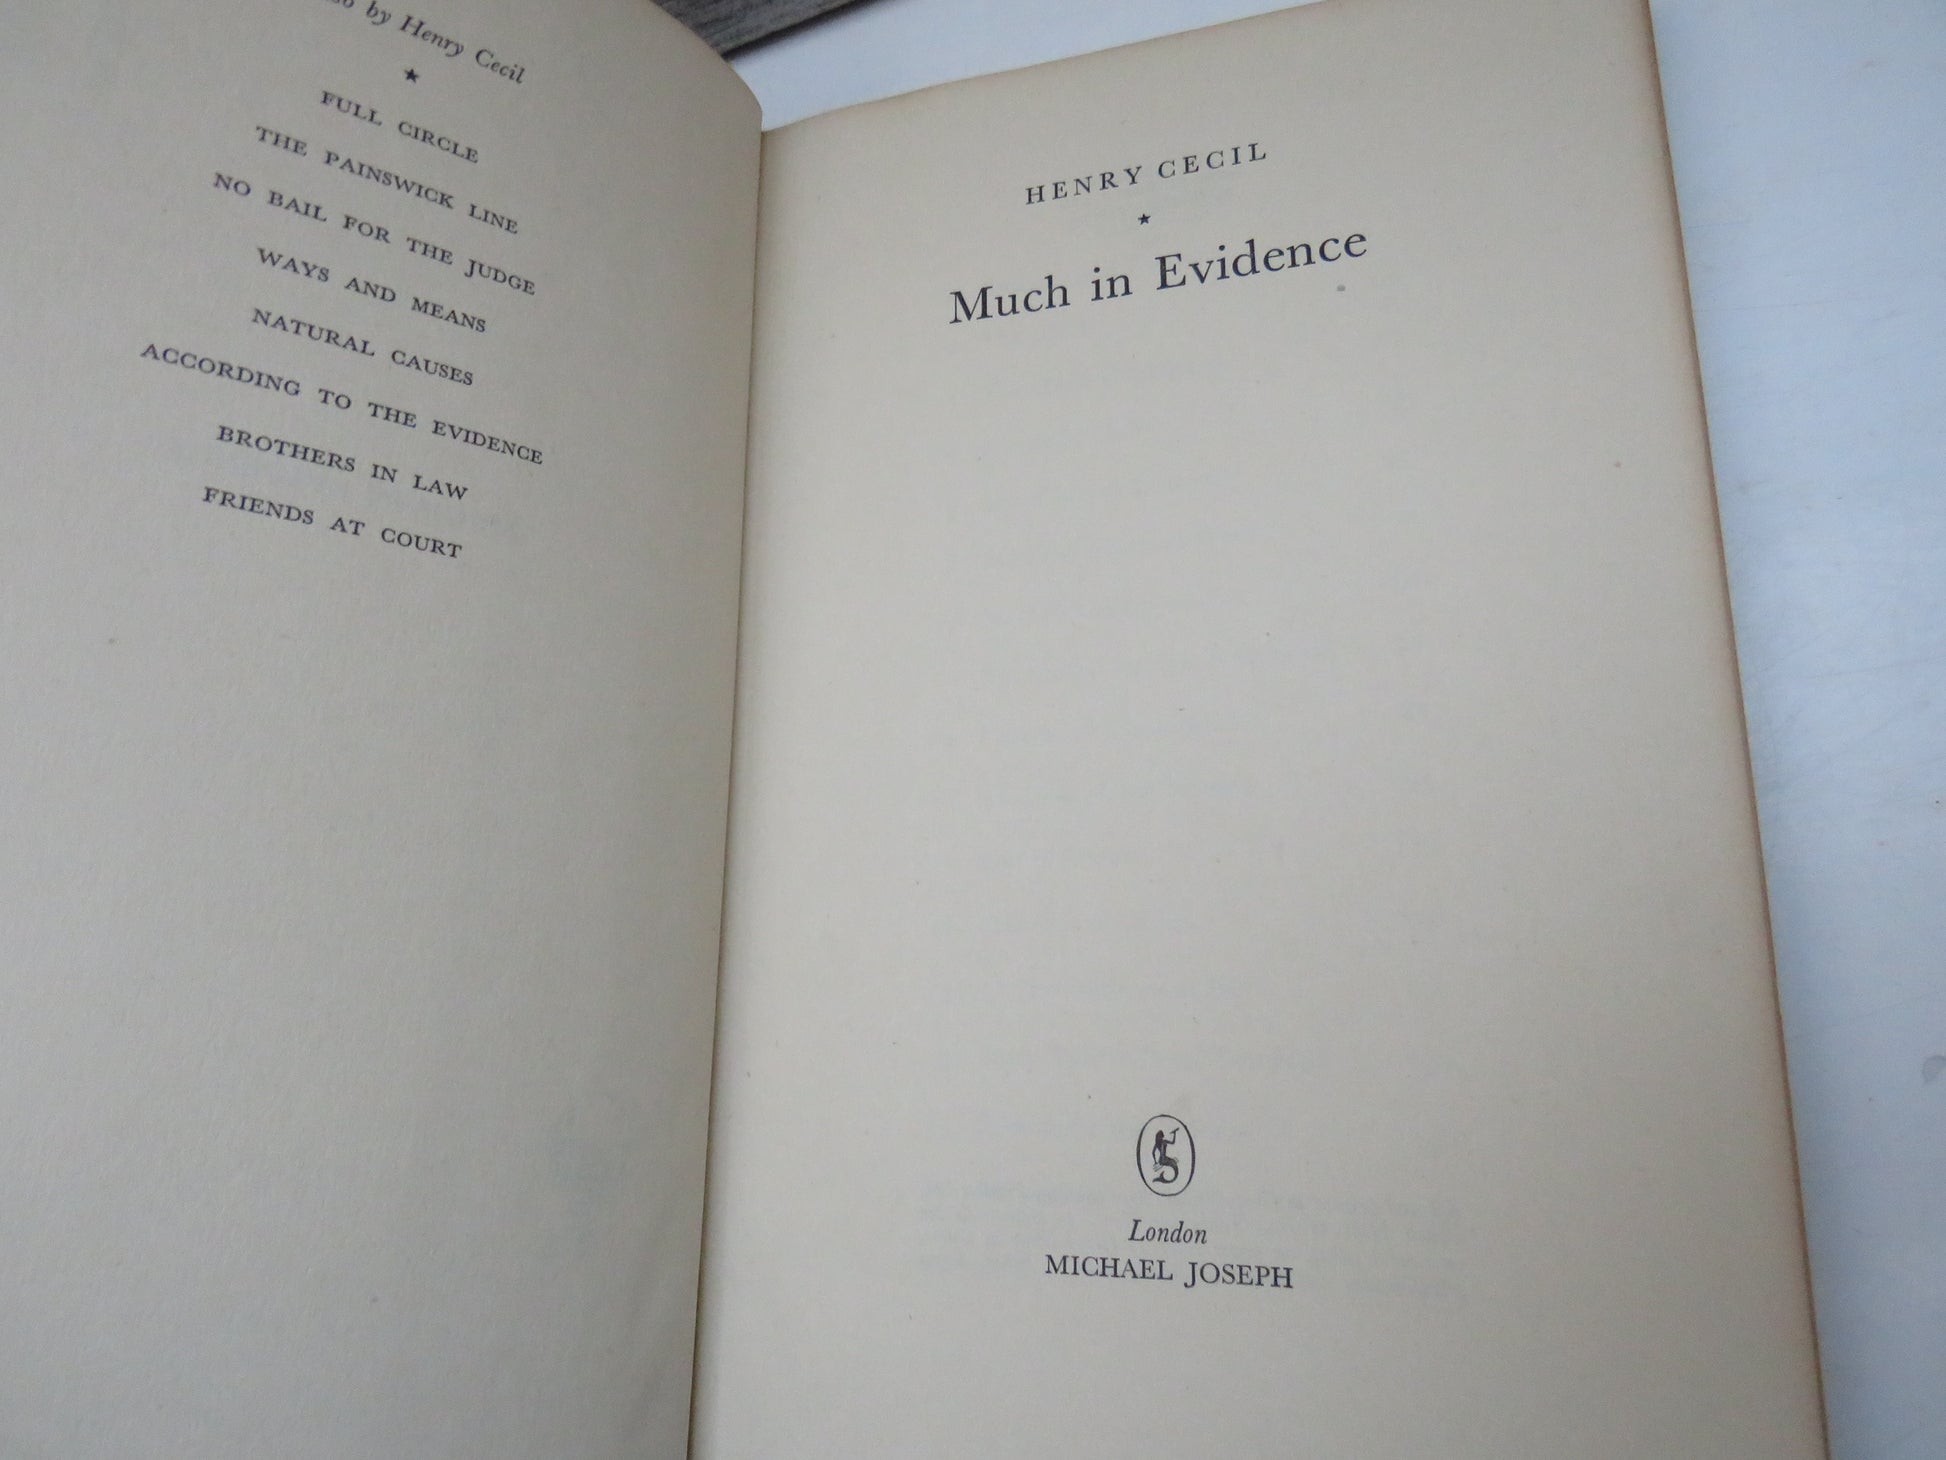 by Henry Cecil
★
FULL CIRCLE
THE PAINSWICK LINE
NO BAIL FOR THE JUDGE
WAYS AND MEANS
NATURAL CAUSES
ACCORDING TO THE EVIDENCE
BROTHERS IN LAW
FRIENDS AT COURT
HENRY CECIL
★
Much in Evidence
London
MICHAEL JOSEPH